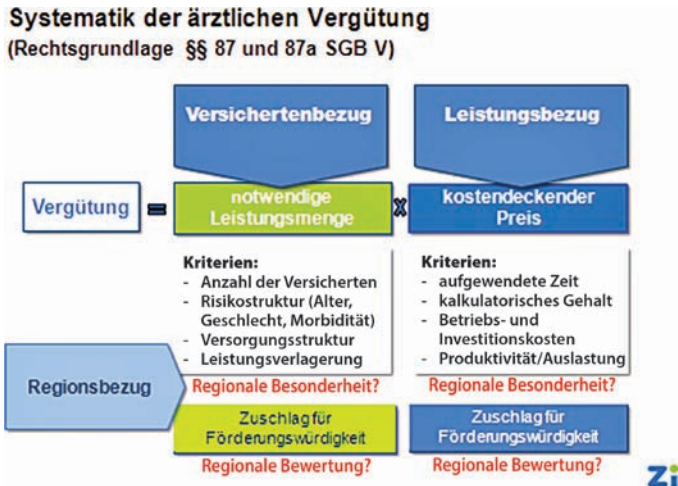 Systematik der ärztlichen Vergütung
(Rechtsgrundlage §§ 87 und 87a SGB V)
Versichertenbezug
Leistungsbezug
Vergütung
=
notwendige
Leistungsmenge
x
kostendeckender
Preis
Kriterien:
- Anzahl der Versicherten
- Risikostruktur (Alter,
Geschlecht, Morbidität)
- Versorgungsstruktur
- Leistungsverlagerung
Kriterien:
- aufgewendete Zeit
- kalkulatorisches Gehalt
- Betriebs- und
Investitionskosten
- Produktivität/Auslastung
Regionsbezug
Regionale Besonderheit?
Regionale Besonderheit?
Zuschlag für
Förderungswürdigkeit
Zuschlag für
Förderungswürdigkeit
Regionale Bewertung?
Regionale Bewertung?
Zi